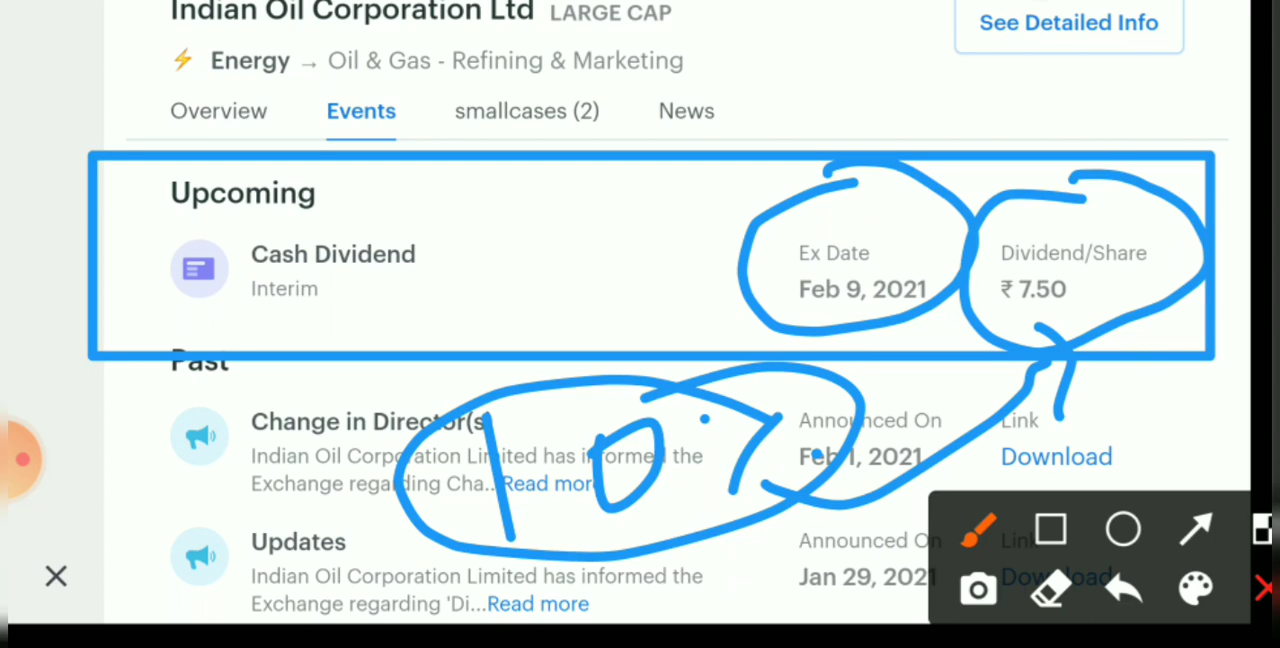 Indian Oil Corporation Ltd LARGE CAP
See Detailed Info
Energy → Oil & Gas - Refining & Marketing
Overview Events smallcases (2) News
Upcoming
Cash Dividend
Interim
Ex Date
Feb 9, 2021
Dividend/Share
₹ 7.50
Past
Change in Director(s)
Indian Oil Corporation Limited has informed the
Exchange regarding Cha...Read more
Announced On
Feb 1, 2021
Link
Download
10%
Updates
Indian Oil Corporation Limited has informed the
Exchange regarding 'Di...Read more
Announced On
Jan 29, 2021
Link
Download